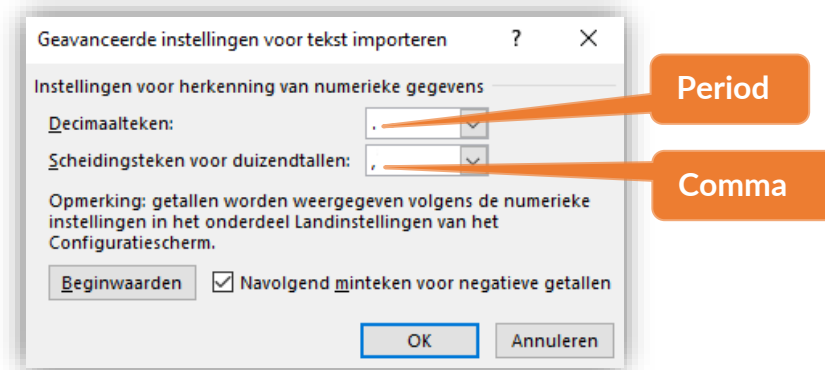 Geavanceerde instellingen voor tekst importeren ? ×
Instellingen voor herkenning van numerieke gegevens
Decimaalteken: .
Period
Scheidingsteken voor duizendtallen: ,
Comma
Opmerking: getallen worden weergegeven volgens de numerieke
instellingen in het onderdeel Landinstellingen van het
Configuratiescherm.
Beginwaarden Navolgend minteken voor negatieve getallen
OK Annuleren